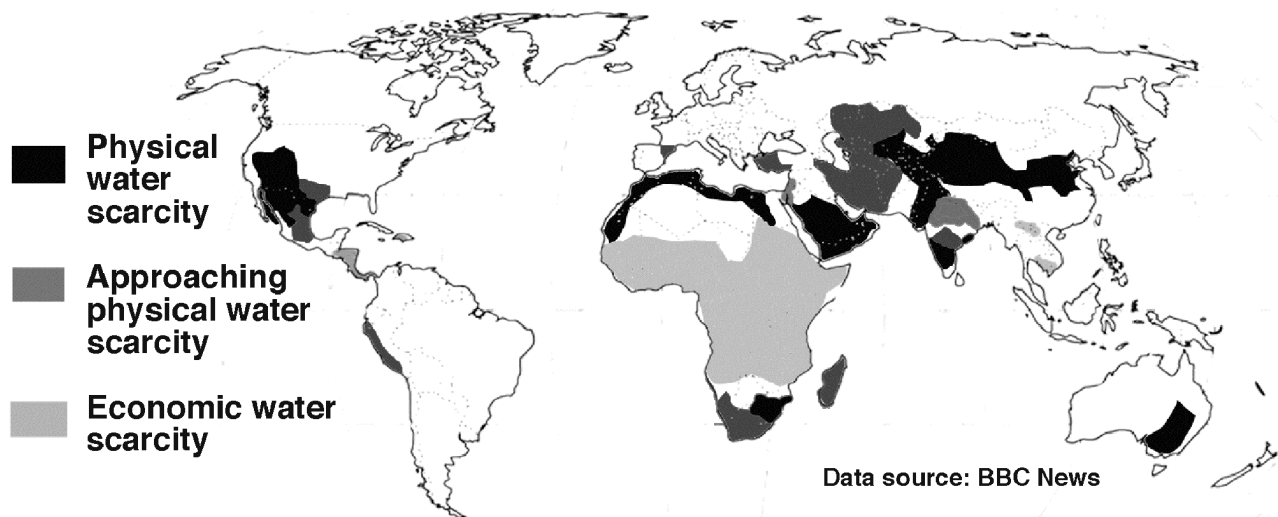 Physical
water
scarcity
Approaching
physical water
scarcity
Economic water
scarcity
Data source: BBC News